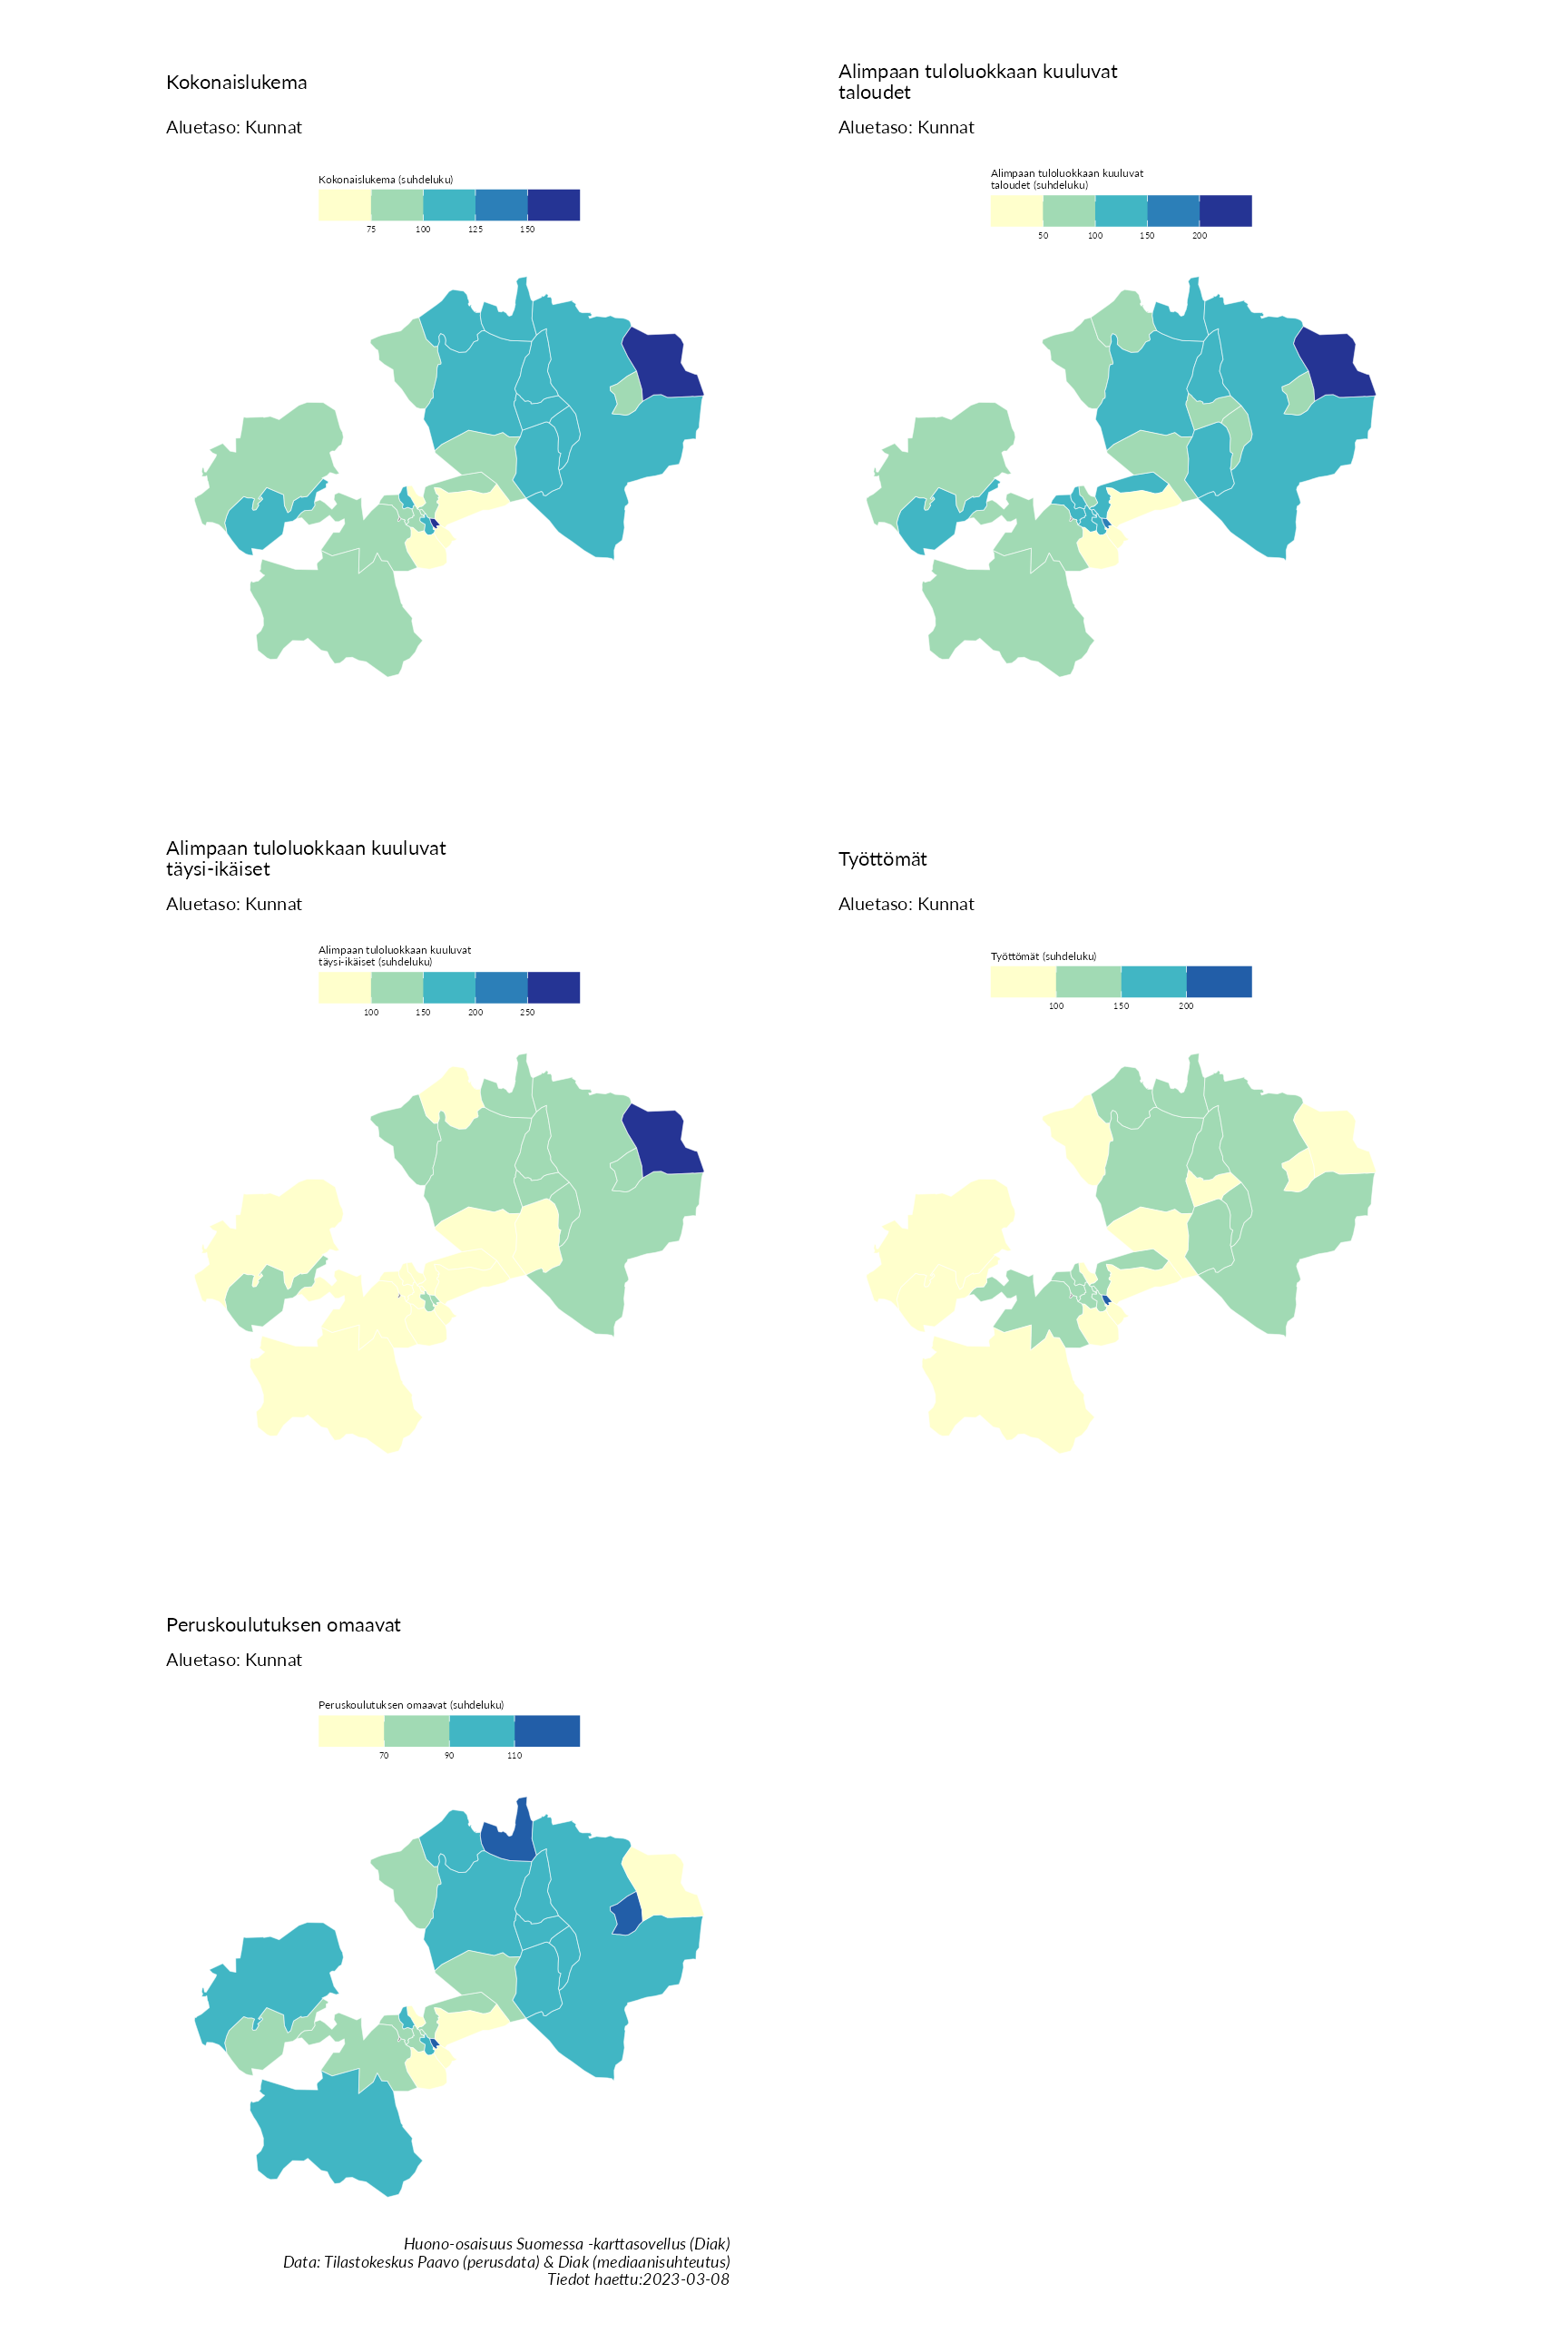 Kokonaislukema
Aluetaso: Kunnat
Kokonaislukema (suhdeluku)
75 100 125 150
Alimpaan tuloluokkaan kuuluvat
taloudet
Aluetaso: Kunnat
Alimpaan tuloluokkaan kuuluvat
taloudet (suhdeluku)
50 100 150 200
Alimpaan tuloluokkaan kuuluvat
täysi-ikäiset
Aluetaso: Kunnat
Alimpaan tuloluokkaan kuuluvat
täysi-ikäiset (suhdeluku)
100 150 200 250
Työttömät
Aluetaso: Kunnat
Työttömät (suhdeluku)
100 150 200
Peruskoulutuksen omaavat
Aluetaso: Kunnat
Peruskoulutuksen omaavat (suhdeluku)
70 90 110
Huono-osaisuus Suomessa -karttasovellus (Diak)
Data: Tilastokeskus Paavo (perusdata) & Diak (mediaanisuhteutus)
Tiedot haettu:2023-03-08